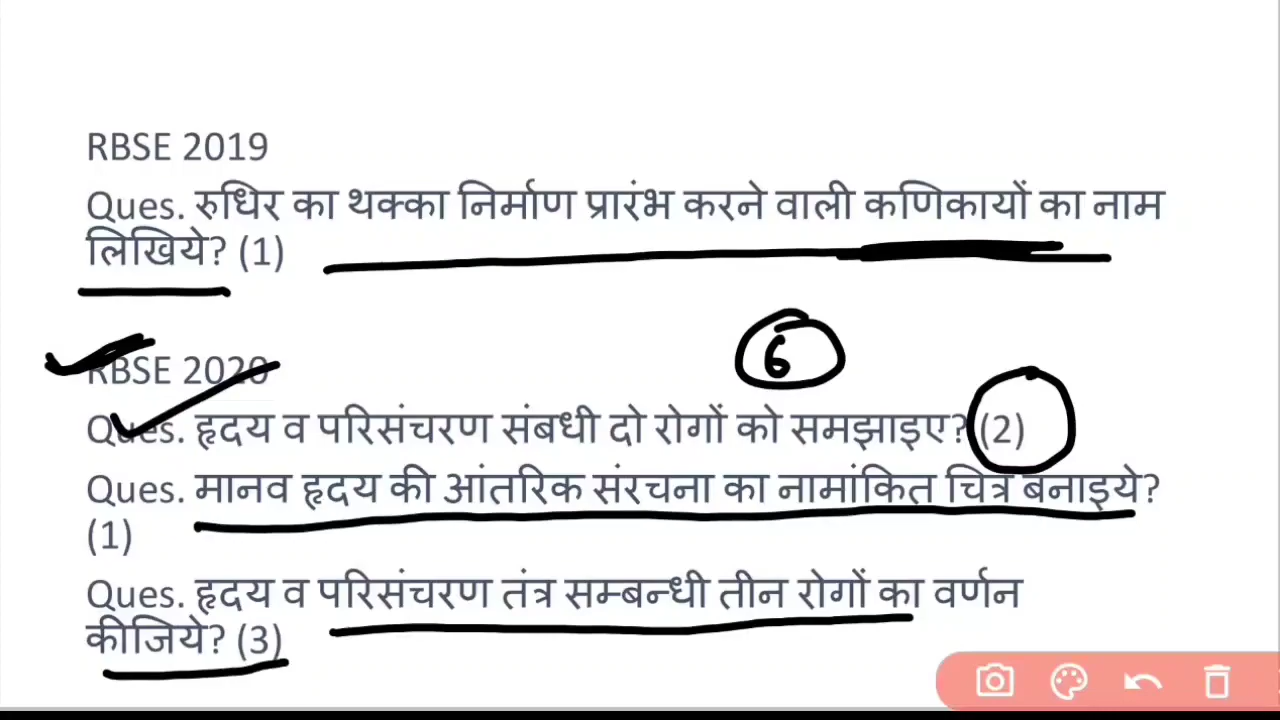 RBSE 2019
Ques. रुधिर का थक्का निर्माण प्रारंभ करने वाली कणिकायों का नाम
लिखिये? (1)
6
RBSE 2020
Ques. हृदय व परिसंचरण संबधी दो रोगों को समझाइए? (2)
Ques. मानव हृदय की आंतरिक संरचना का नामांकित चित्र बनाइये?
(1)
Ques. हृदय व परिसंचरण तंत्र सम्बन्धी तीन रोगों का वर्णन
कीजिये? (3)